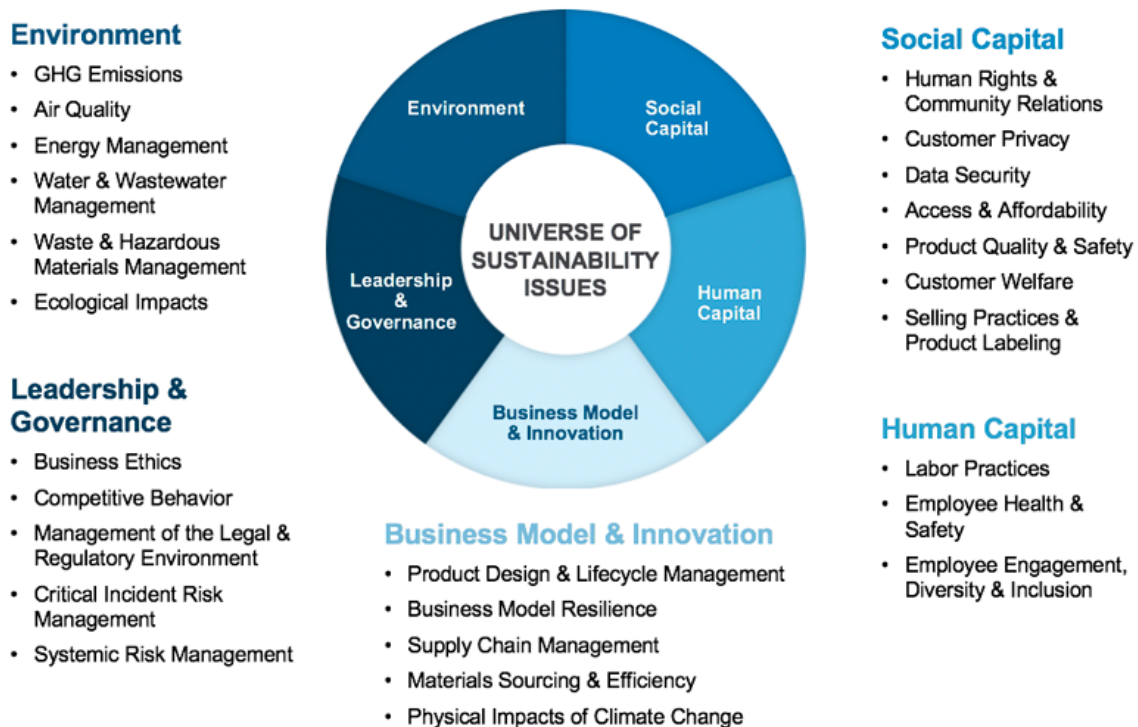 Environment
• GHG Emissions
• Air Quality
• Energy Management
• Water & Wastewater
Management
• Waste & Hazardous
Materials Management
• Ecological Impacts
Leadership &
Governance
• Business Ethics
• Competitive Behavior
• Management of the Legal &
Regulatory Environment
• Critical Incident Risk
Management
• Systemic Risk Management
Environment
Social
Capital
UNIVERSE OF
SUSTAINABILITY
ISSUES
Leadership
&
Governance
Human
Capital
Business Model
& Innovation
Business Model & Innovation
• Product Design & Lifecycle Management
• Business Model Resilience
• Supply Chain Management
• Materials Sourcing & Efficiency
• Physical Impacts of Climate Change
Social Capital
• Human Rights &
Community Relations
• Customer Privacy
• Data Security
• Access & Affordability
• Product Quality & Safety
• Customer Welfare
• Selling Practices &
Product Labeling
Human Capital
• Labor Practices
• Employee Health &
Safety
• Employee Engagement,
Diversity & Inclusion